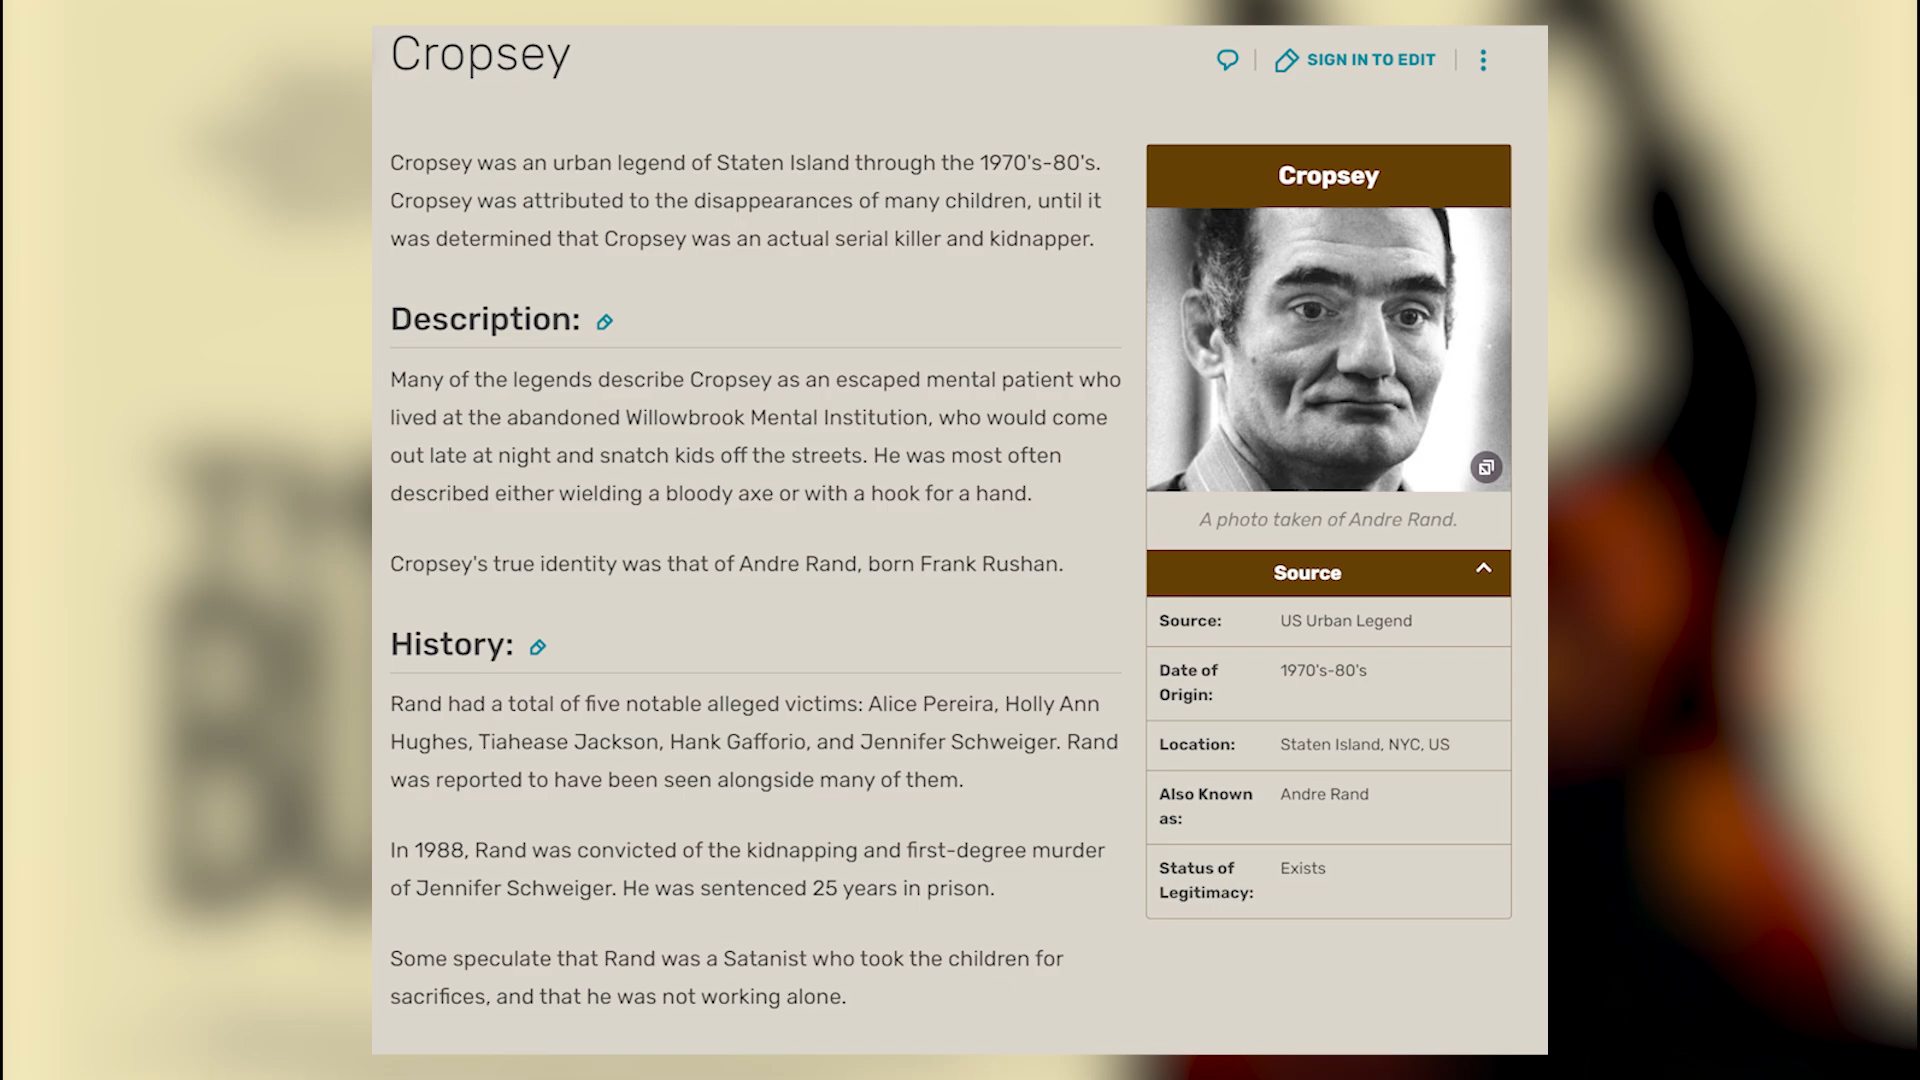 Cropsey
SIGN IN TO EDIT
Cropsey was an urban legend of Staten Island through the 1970's-80's.
Cropsey was attributed to the disappearances of many children, until it
was determined that Cropsey was an actual serial killer and kidnapper.
Description:
Many of the legends describe Cropsey as an escaped mental patient who
lived at the abandoned Willowbrook Mental Institution, who would come
out late at night and snatch kids off the streets. He was most often
described either wielding a bloody axe or with a hook for a hand.
Cropsey's true identity was that of Andre Rand, born Frank Rushan.
History:
Rand had a total of five notable alleged victims: Alice Pereira, Holly Ann
Hughes, Tiahease Jackson, Hank Gafforio, and Jennifer Schweiger. Rand
was reported to have been seen alongside many of them.
In 1988, Rand was convicted of the kidnapping and first-degree murder
of Jennifer Schweiger. He was sentenced 25 years in prison.
Some speculate that Rand was a Satanist who took the children for
sacrifices, and that he was not working alone.
Cropsey
A photo taken of Andre Rand.
Source
Source: US Urban Legend
Date of
Origin: 1970's-80's
Location: Staten Island, NYC, US
Also Known
as: Andre Rand
Status of
Legitimacy: Exists